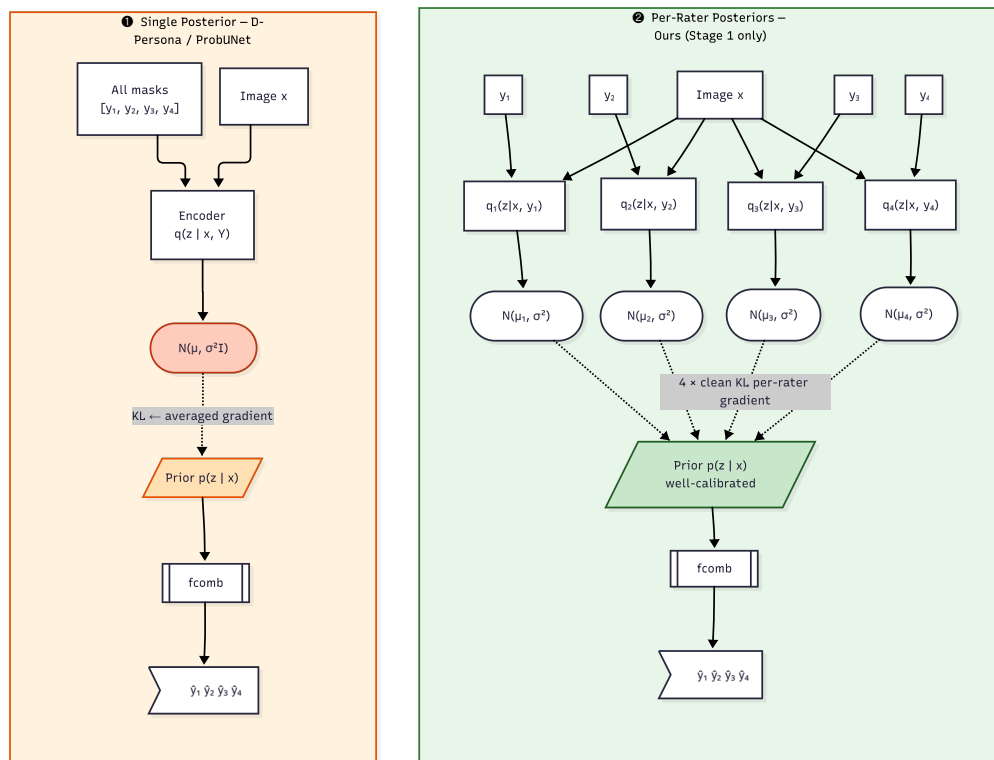 ❶ Single Posterior — D-
Persona / ProbUNet
All masks
[y₁, y₂, y₃, y₄]
Image x
Encoder
q(z | x, Y)
N(μ, σ²I)
KL ← averaged gradient
Prior p(z | x)
fcomb
ŷ₁ ŷ₂ ŷ₃ ŷ₄
❷ Per-Rater Posteriors —
Ours (Stage 1 only)
y₁
y₂
Image x
y₃
y₄
q₁(z|x, y₁)
q₂(z|x, y₂)
q₃(z|x, y₃)
q₄(z|x, y₄)
N(μ₁, σ²)
N(μ₂, σ²)
N(μ₃, σ²)
N(μ₄, σ²)
4 × clean KL per-rater
gradient
Prior p(z | x)
well-calibrated
fcomb
ŷ₁ ŷ₂ ŷ₃ ŷ₄